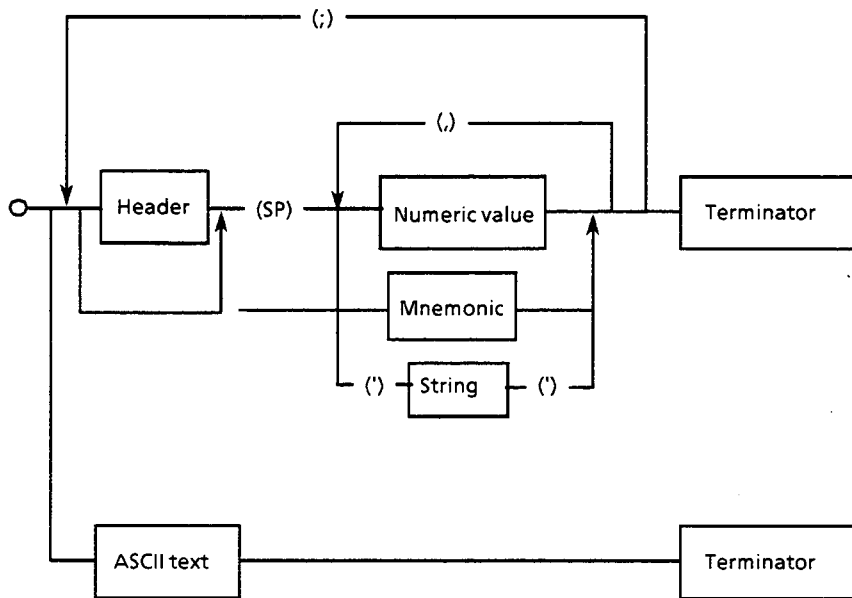 (;)
(,)
Header
(SP)
Numeric value
Terminator
Mnemonic
(') String (')
ASCII text
Terminator